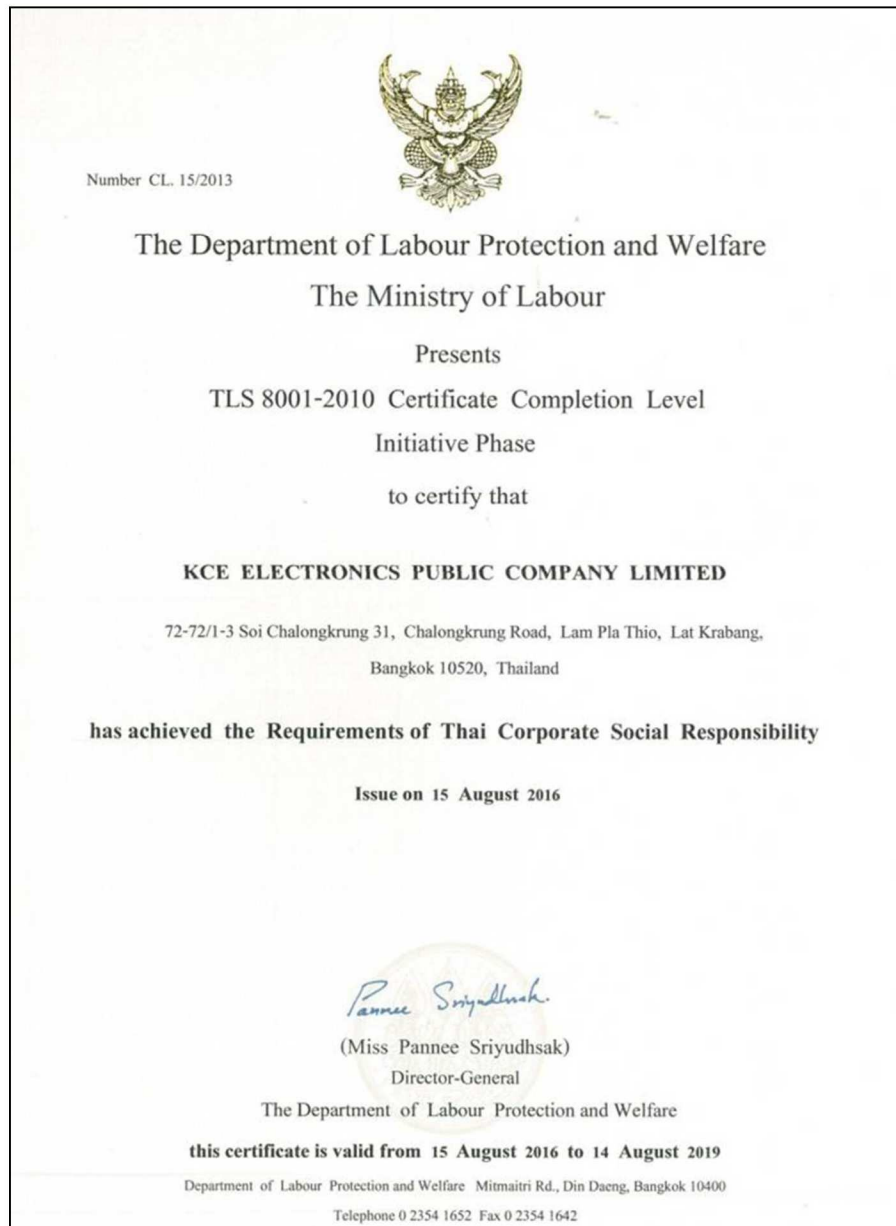 Number CL. 15/2013
The Department of Labour Protection and Welfare
The Ministry of Labour
Presents
TLS 8001-2010 Certificate Completion Level
Initiative Phase
to certify that
KCE ELECTRONICS PUBLIC COMPANY LIMITED
72-72/1-3 Soi Chalongkrung 31, Chalongkrung Road, Lam Pla Thio, Lat Krabang,
Bangkok 10520, Thailand
has achieved the Requirements of Thai Corporate Social Responsibility
Issue on 15 August 2016
Pannee Sriyudhsak.
(Miss Pannee Sriyudhsak)
Director-General
The Department of Labour Protection and Welfare
this certificate is valid from 15 August 2016 to 14 August 2019
Department of Labour Protection and Welfare Mitmaitri Rd., Din Daeng, Bangkok 10400
Telephone 0 2354 1652 Fax 0 2354 1642